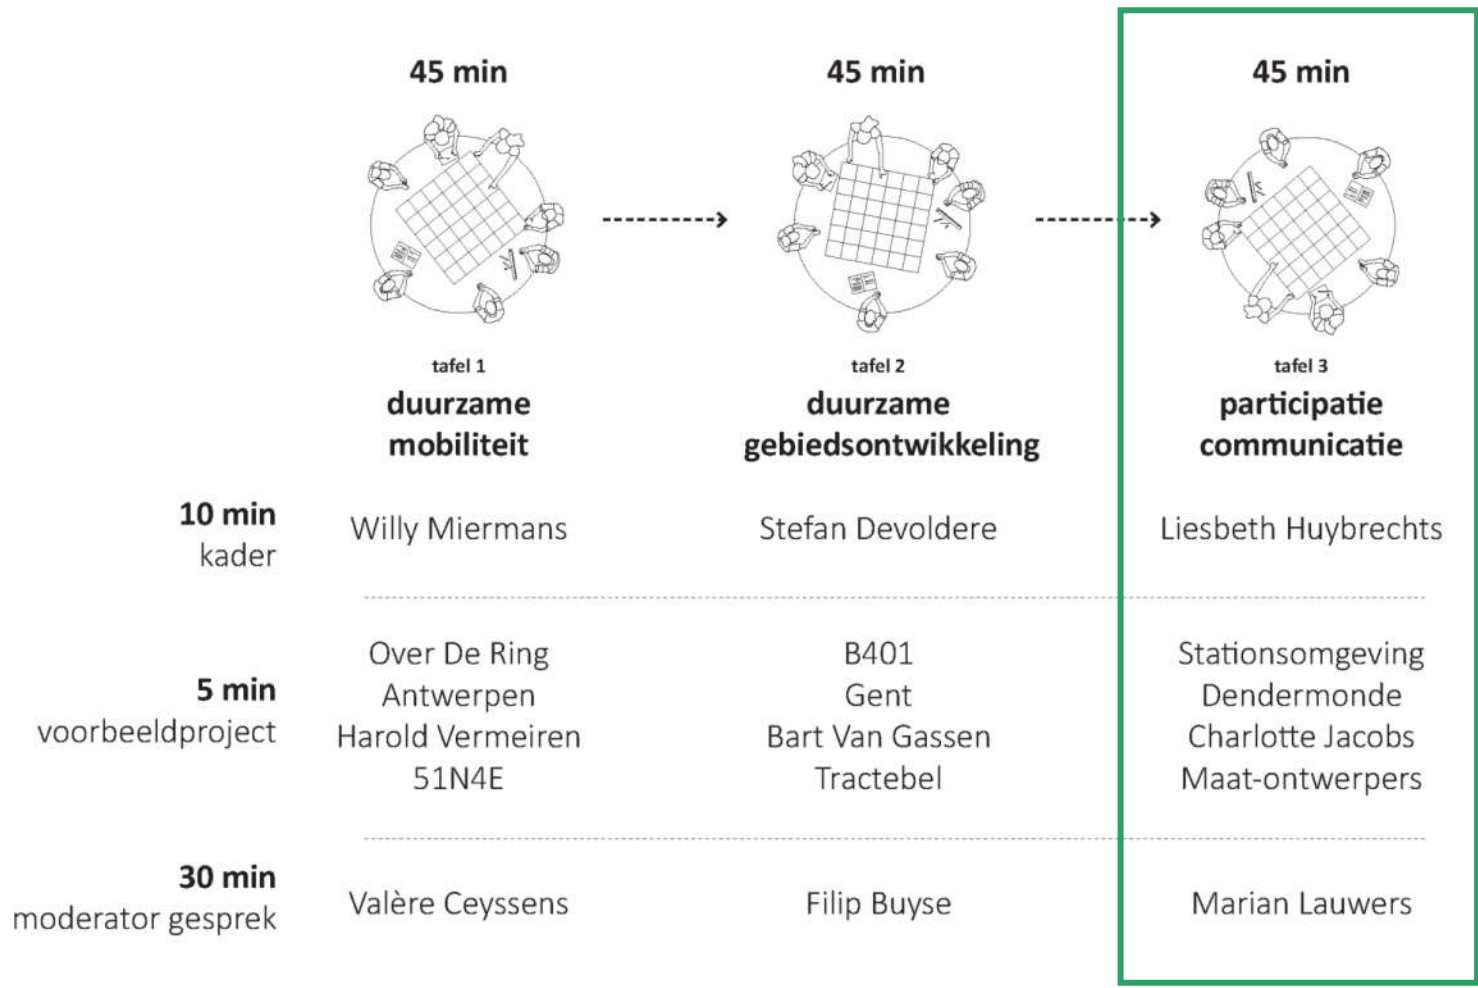 45 min
45 min
45 min
tafel 1
tafel 2
tafel 3
duurzame
mobiliteit
duurzame
gebiedsontwikkeling
participatie
communicatie
10 min
kader
Willy Miermans
Stefan Devoldere
Liesbeth Huybrechts
5 min
voorbeeldproject
Over De Ring
Antwerpen
Harold Vermeiren
51N4E
B401
Gent
Bart Van Gassen
Tractebel
Stationsomgeving
Dendermonde
Charlotte Jacobs
Maat-ontwerpers
30 min
moderator gesprek
Valère Ceyssens
Filip Buyse
Marian Lauwers